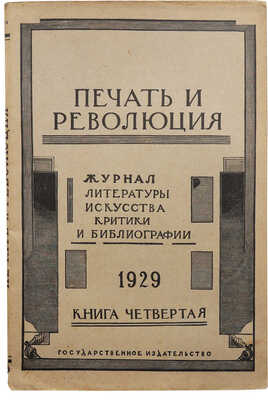 ПЕЧАТЬ И
РЕВОЛЮЦИЯ
ЖУРНАЛ
ЛИТЕРАТУРЫ
ИСКУССТВА
КРИТИКИ
И БИБЛИОГРАФИИ
1929
КНИГА ЧЕТВЕРТАЯ
ГОСУДАРСТВЕННОЕ ИЗДАТЕЛЬСТВО